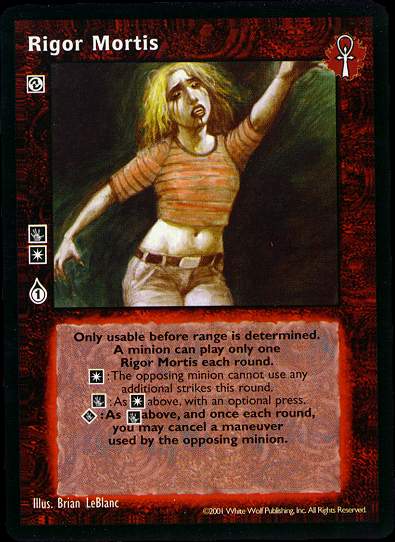 Rigor Mortis
1
Only usable before range is determined.
A minion can play only one
Rigor Mortis each round.
:The opposing minion cannot use any
additional strikes this round.
:As above, with an optional press.
:As above, and once each round,
you may cancel a maneuver
used by the opposing minion.
Illus. Brian LeBlanc
©2001 White Wolf Publishing, Inc. All Rights Reserved.